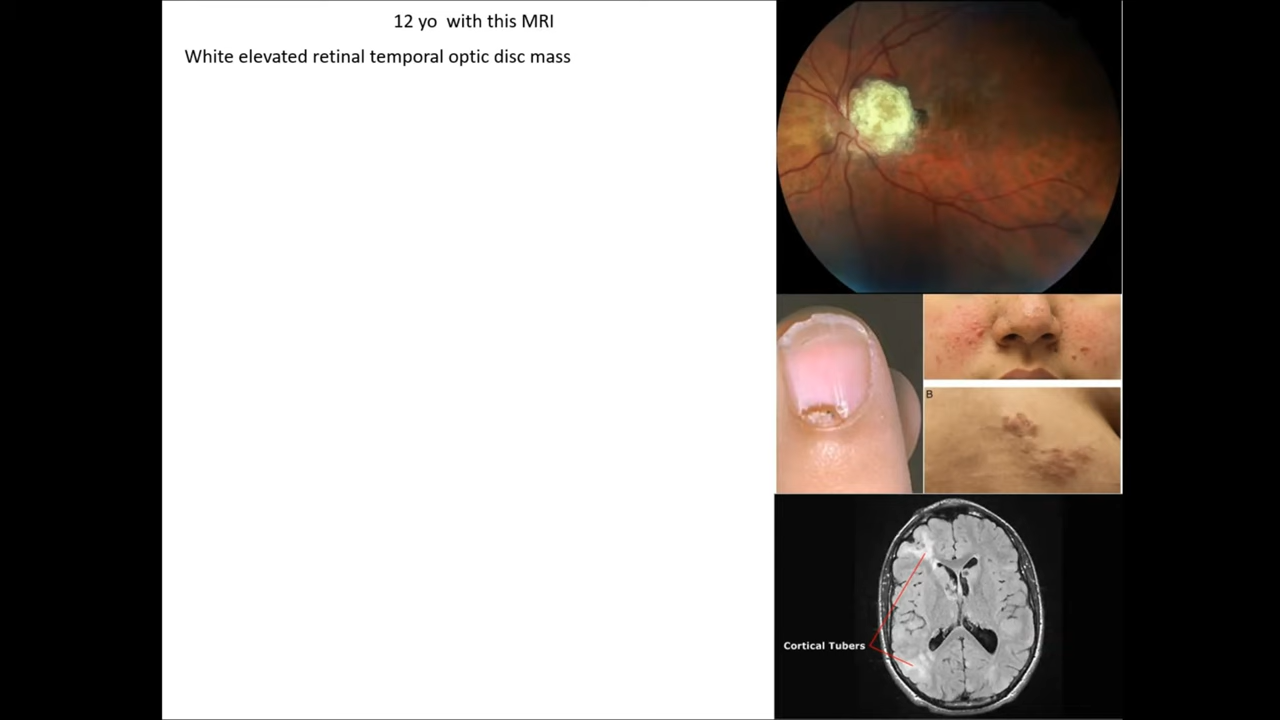 12 yo  with this MRI
White elevated retinal temporal optic disc mass
B
Cortical Tubers